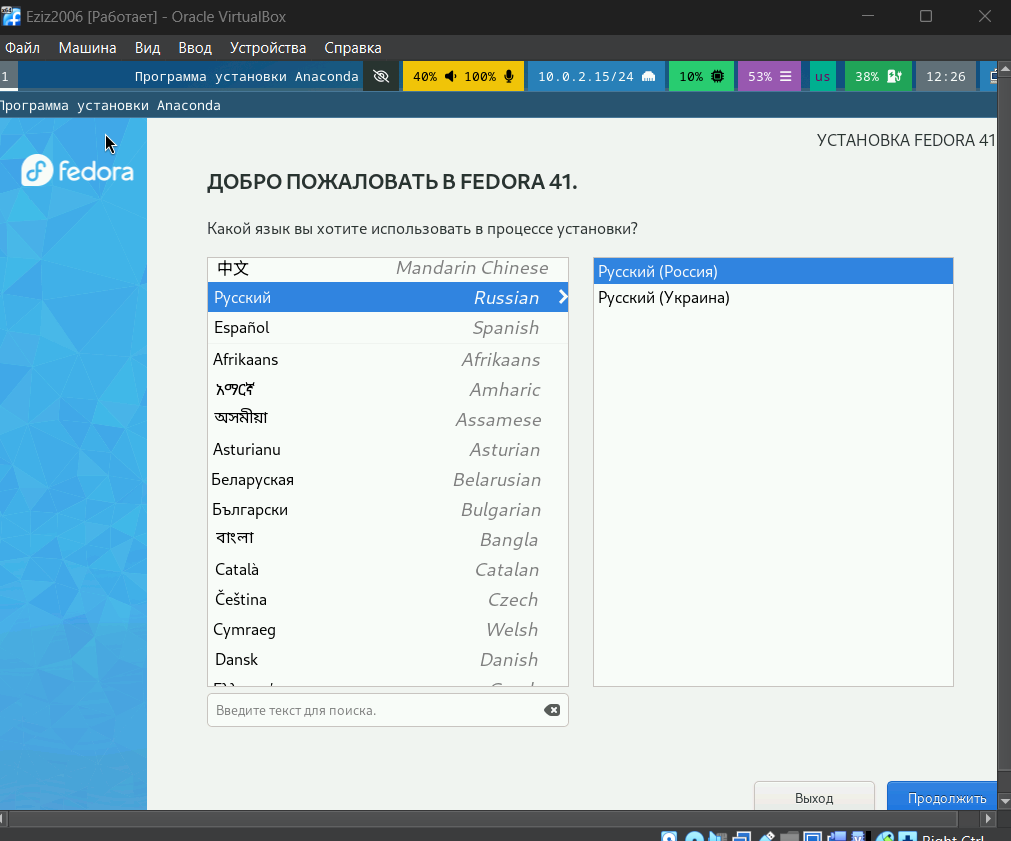 Eziz2006 [Работает] - Oracle VirtualBox
Файл Машина Вид Ввод Устройства Справка
1 Программа установки Anaconda 40% 100% 10.0.2.15/24 10% 53% us 38% 12:26
Программа установки Anaconda
fedora
УСТАНОВКА FEDORA 41
ДОБРО ПОЖАЛОВАТЬ В FEDORA 41.
Какой язык вы хотите использовать в процессе установки?
中文 Mandarin Chinese
Русский Russian
Español Spanish
Afrikaans Afrikaans
አማርኛ Amharic
অসমীয়া Assamese
Asturianu Asturian
Беларуская Belarusian
Български Bulgarian
বাংলা Bangla
Català Catalan
Čeština Czech
Cymraeg Welsh
Dansk Danish
Русский (Россия)
Русский (Украина)
Введите текст для поиска.
Выход Продолжить
Right Ctrl